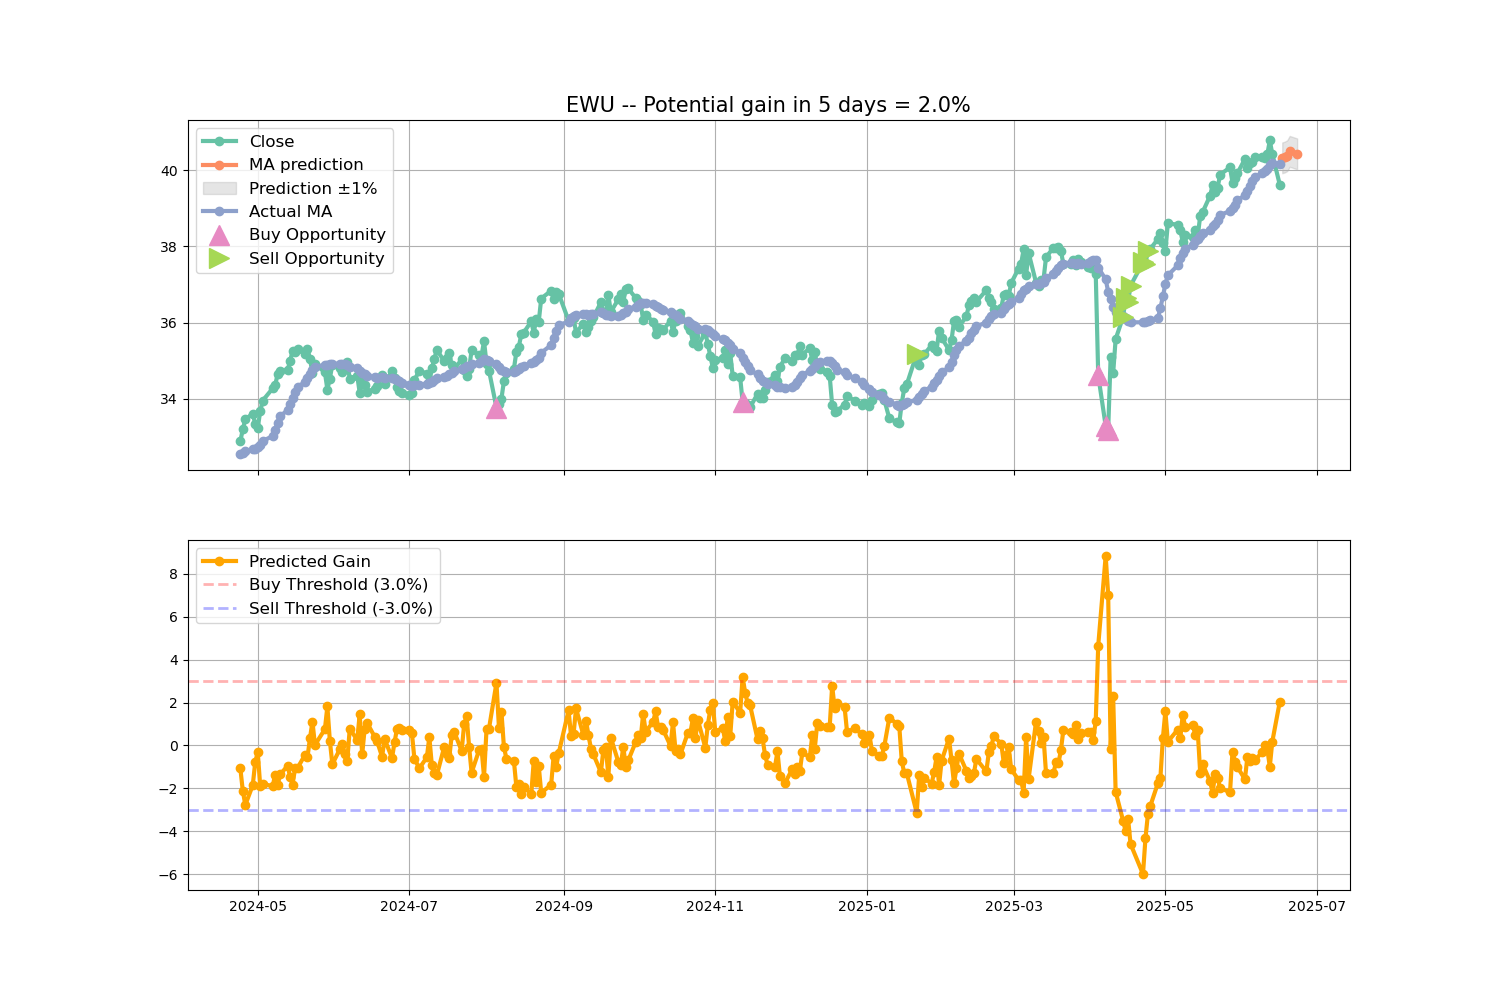 EWU -- Potential gain in 5 days = 2.0%
Close
MA prediction
Prediction ±1%
Actual MA
Buy Opportunity
Sell Opportunity
40
38
36
34
Predicted Gain
Buy Threshold (3.0%)
Sell Threshold (-3.0%)
8
6
4
2
0
−2
−4
−6
2024-05 2024-07 2024-09 2024-11 2025-01 2025-03 2025-05 2025-07